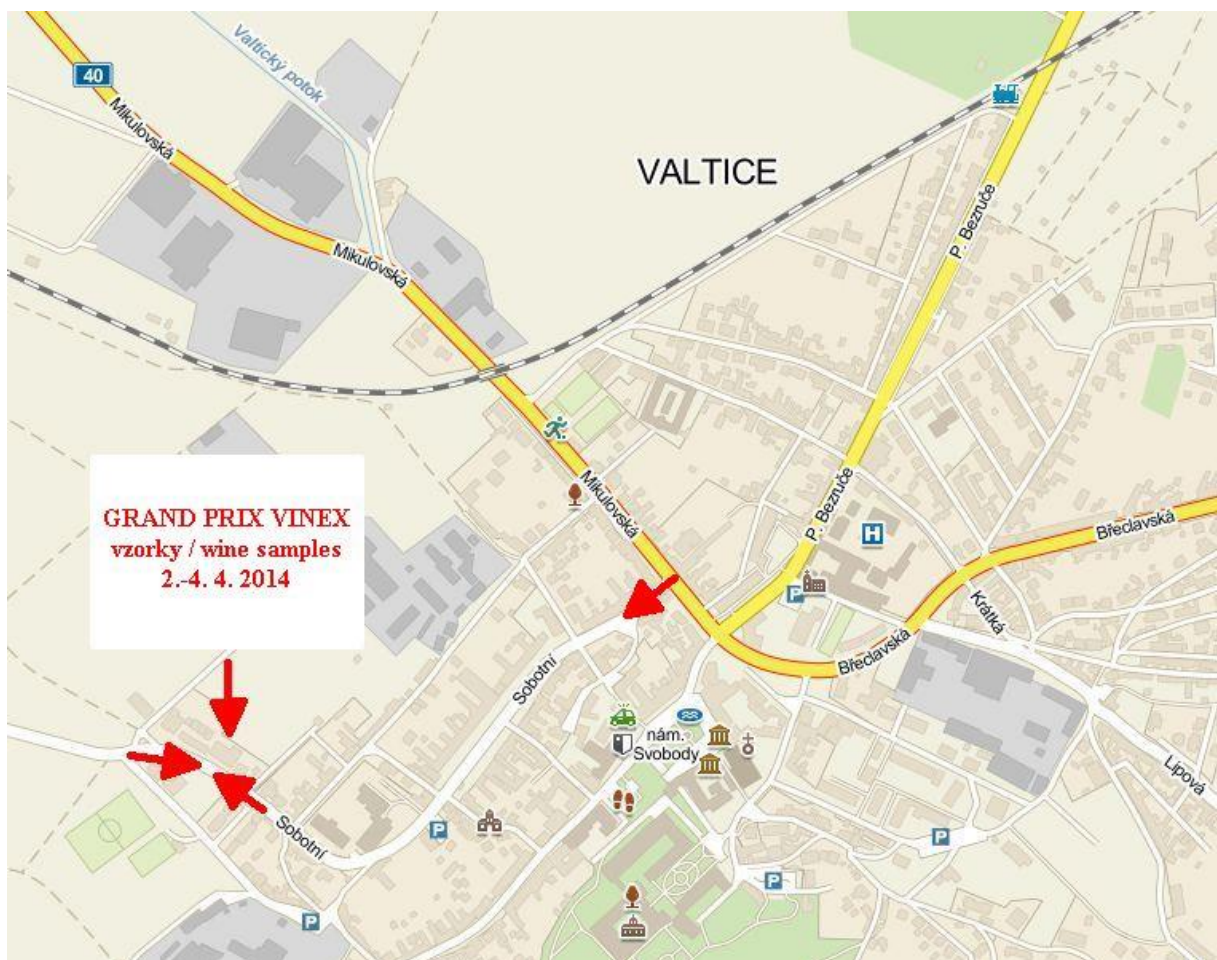 Valtický potok
40
Mikulovská
VALTICE
P. Bezruče
Mikulovská
GRAND PRIX VINEX
vzorky / wine samples
2.-4. 4. 2014
Mikulovská
P. Bezruče
H
Břeclavská
P
Krátká
Sobotní
Břeclavská
nám.
Svobody
Lipová
Sobotní
P
P
P
P